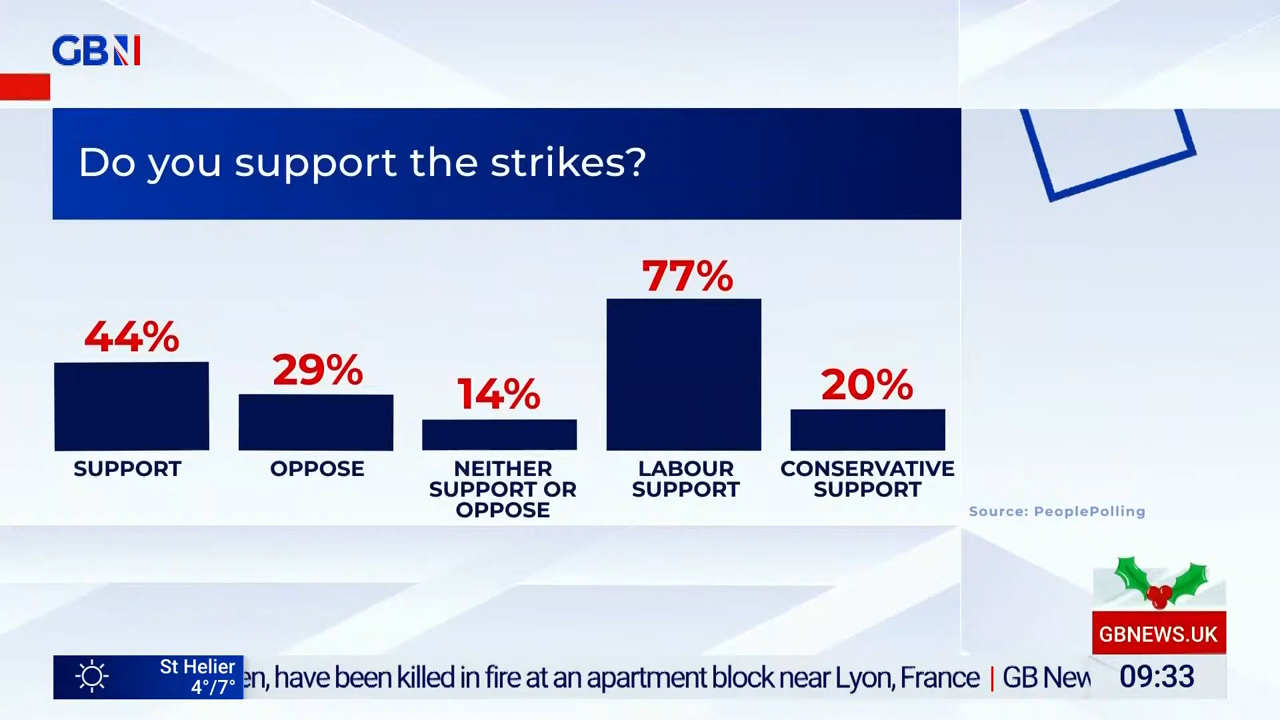 GBN
Do you support the strikes?
44%
29%
14%
77%
20%
SUPPORT
OPPOSE
NEITHER
SUPPORT OR
OPPOSE
LABOUR
SUPPORT
CONSERVATIVE
SUPPORT
Source: PeoplePolling
GBNEWS.UK
St Helier
4°/7°
en, have been killed in fire at an apartment block near Lyon, France | GB New
09:33